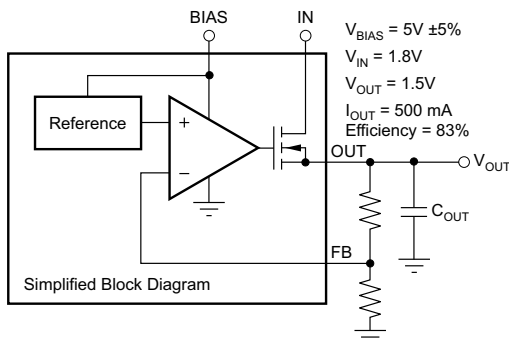 BIAS
IN
V_BIAS = 5V ±5%
V_IN = 1.8V
V_OUT = 1.5V
I_OUT = 500 mA
Efficiency = 83%
Reference
+
−
OUT
V_OUT
C_OUT
FB
Simplified Block Diagram